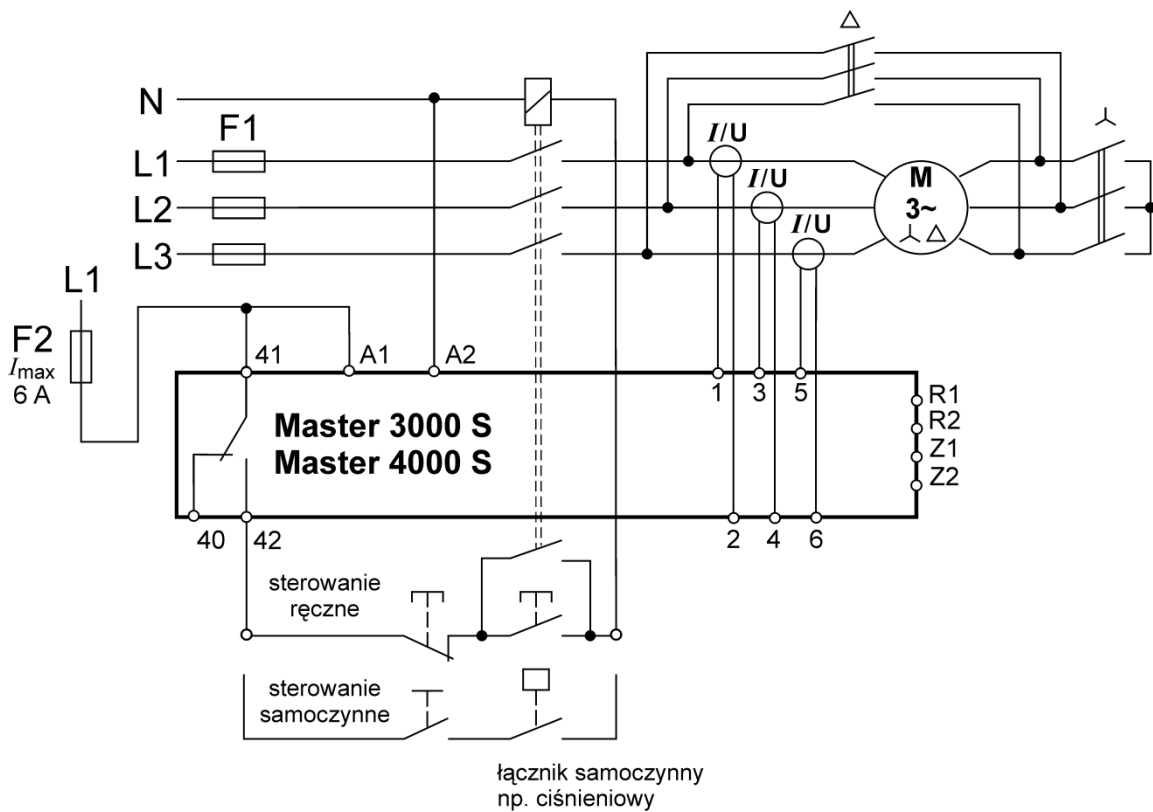 N
F1
L1
L2
L3
I/U
I/U
I/U
M
3~
L1
F2
Imax
6 A
41
A1
A2
1
3
5
R1
R2
Z1
Z2
Master 3000 S
Master 4000 S
40
42
2
4
6
sterowanie
ręczne
sterowanie
samoczynne
łącznik samoczynny
np. ciśnieniowy